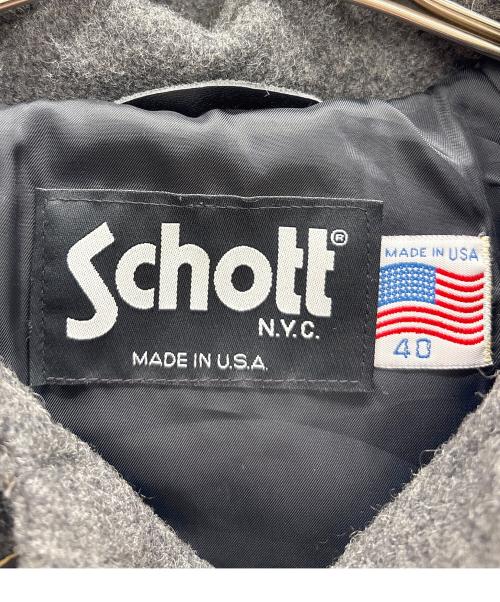 Schott®
N.Y.C.
MADE IN U.S.A.
MADE IN USA
40